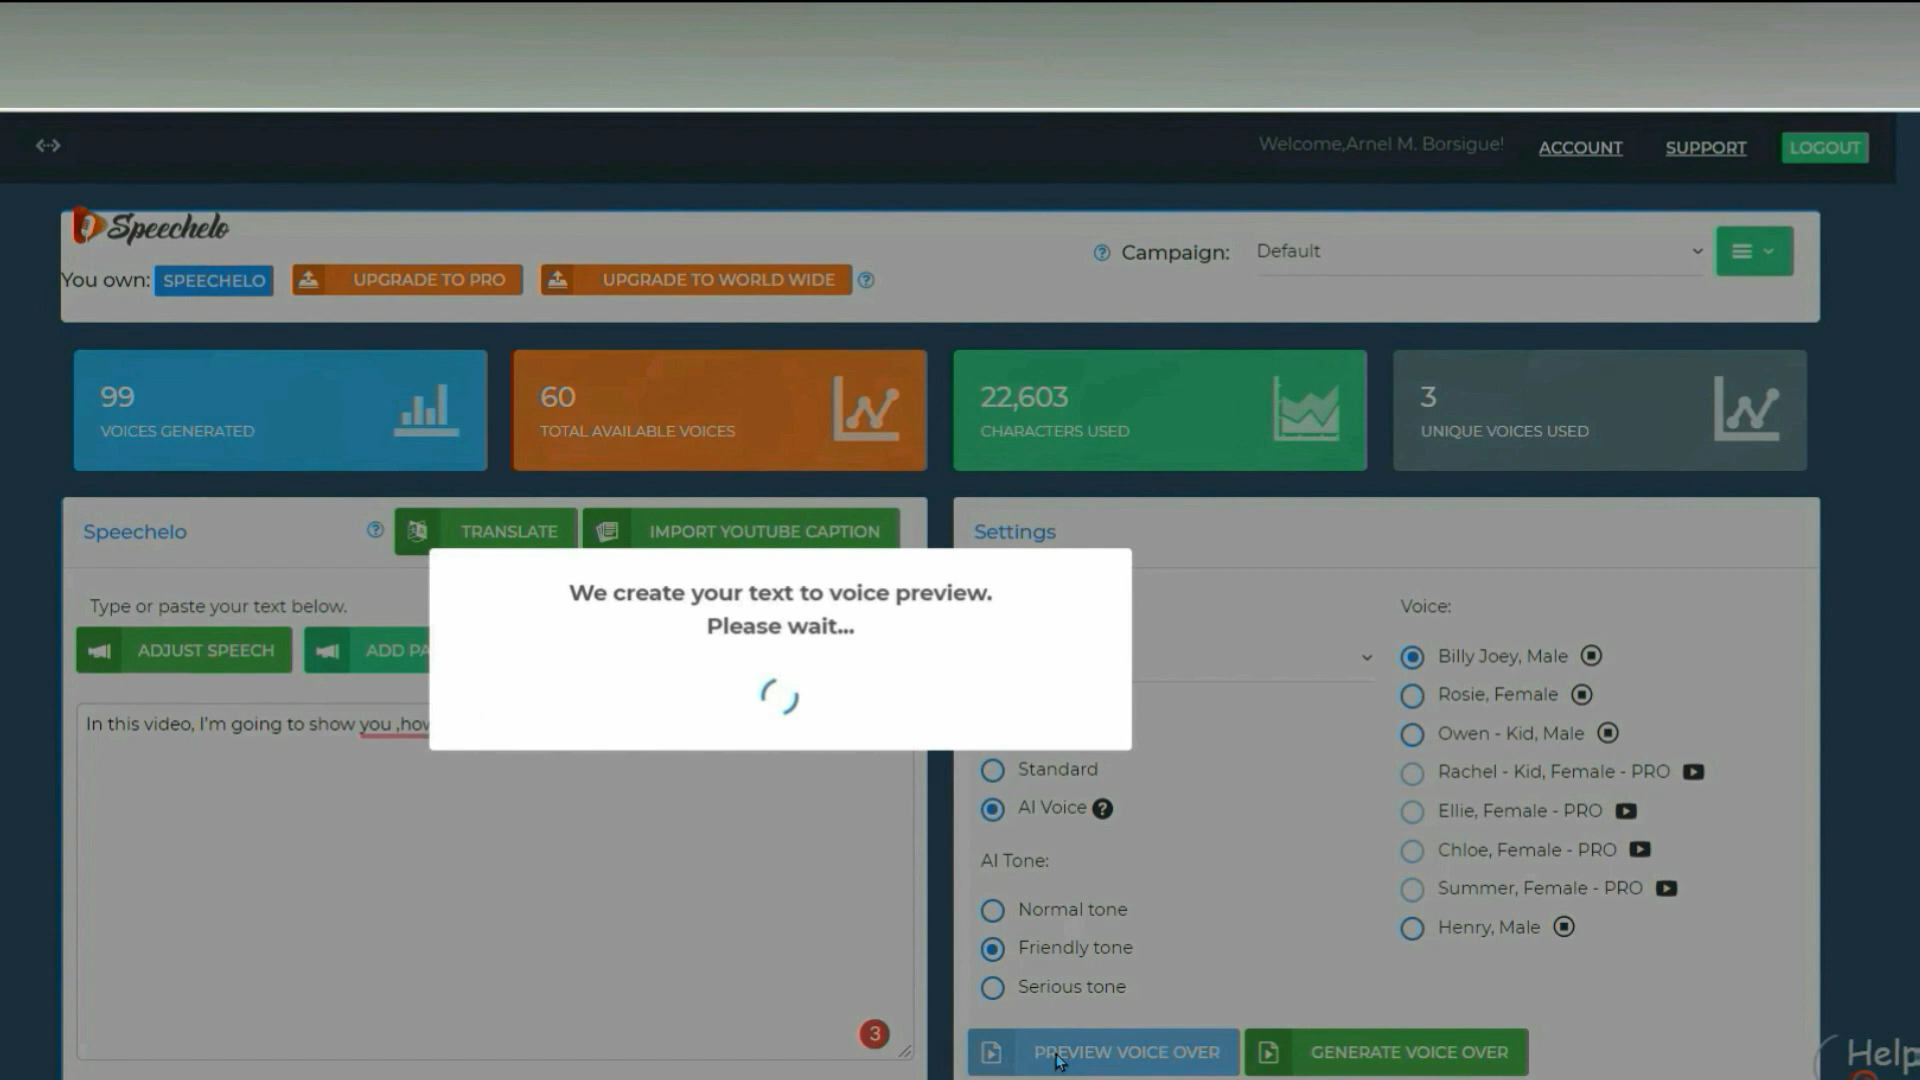 Welcome,Arnel M. Borsigue!
ACCOUNT
SUPPORT
LOGOUT
Speechelo
You own: SPEECHELO
UPGRADE TO PRO
UPGRADE TO WORLD WIDE
Campaign:
Default
99
VOICES GENERATED
60
TOTAL AVAILABLE VOICES
22,603
CHARACTERS USED
3
UNIQUE VOICES USED
Speechelo
TRANSLATE
IMPORT YOUTUBE CAPTION
Type or paste your text below.
ADJUST SPEECH
ADD PA
In this video, I'm going to show you ,how
3
We create your text to voice preview.
Please wait...
Settings
Standard
AI Voice
AI Tone:
Normal tone
Friendly tone
Serious tone
Voice:
Billy Joey, Male
Rosie, Female
Owen - Kid, Male
Rachel - Kid, Female - PRO
Ellie, Female - PRO
Chloe, Female - PRO
Summer, Female - PRO
Henry, Male
PREVIEW VOICE OVER
GENERATE VOICE OVER
Help